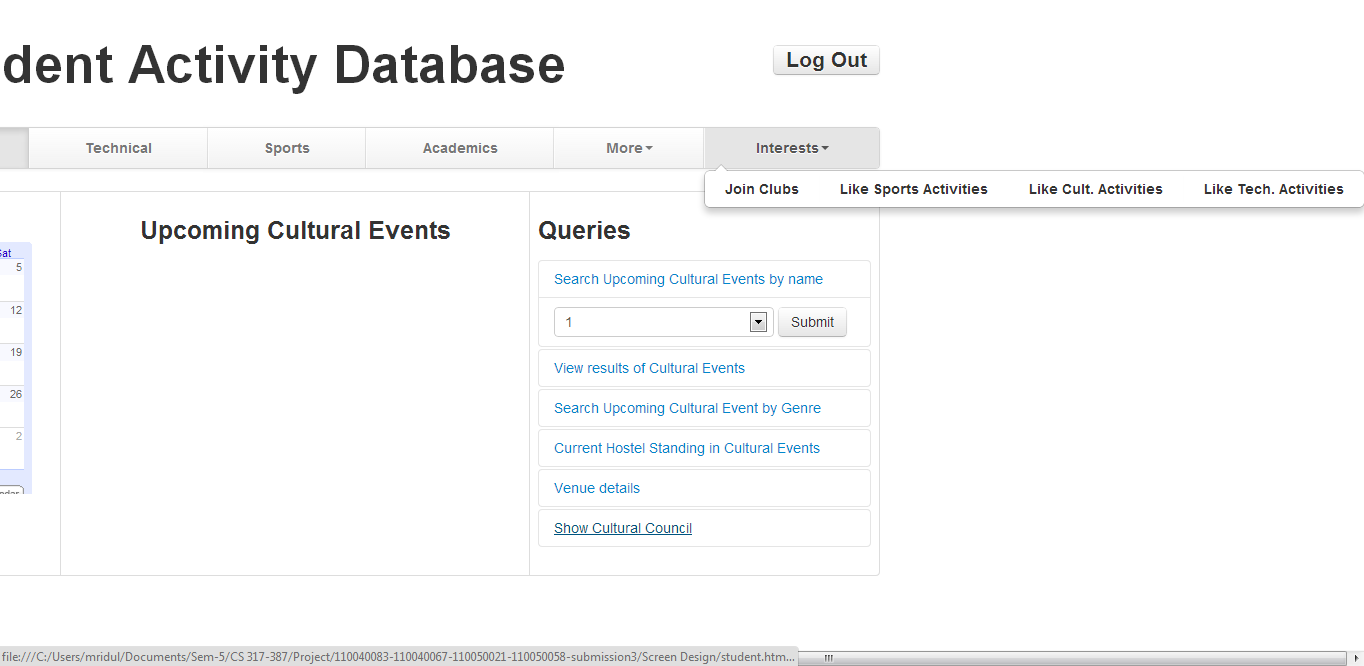 dent Activity Database
Log Out
Technical Sports Academics More Interests
Join Clubs Like Sports Activities Like Cult. Activities Like Tech. Activities
Sat
5
12
19
26
2
Upcoming Cultural Events
Queries
Search Upcoming Cultural Events by name
1 Submit
View results of Cultural Events
Search Upcoming Cultural Event by Genre
Current Hostel Standing in Cultural Events
Venue details
Show Cultural Council
file:///C:/Users/mridul/Documents/Sem-5/CS 317-387/Project/110040083-110040067-110050021-110050058-submission3/Screen Design/student.htm...